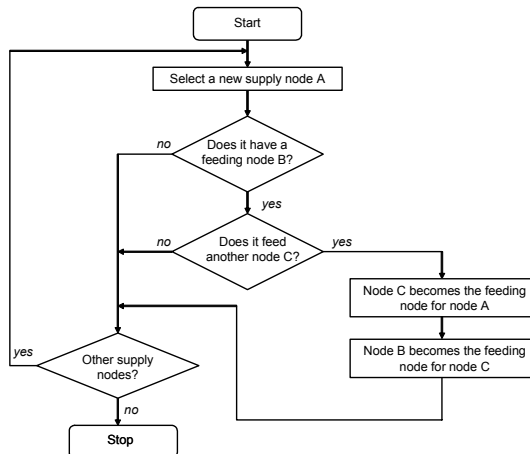 Start
Select a new supply node A
Does it have a
feeding node B?
no
yes
Does it feed
another node C?
no
yes
Node C becomes the feeding
node for node A
Node B becomes the feeding
node for node C
Other supply
nodes?
yes
no
Stop